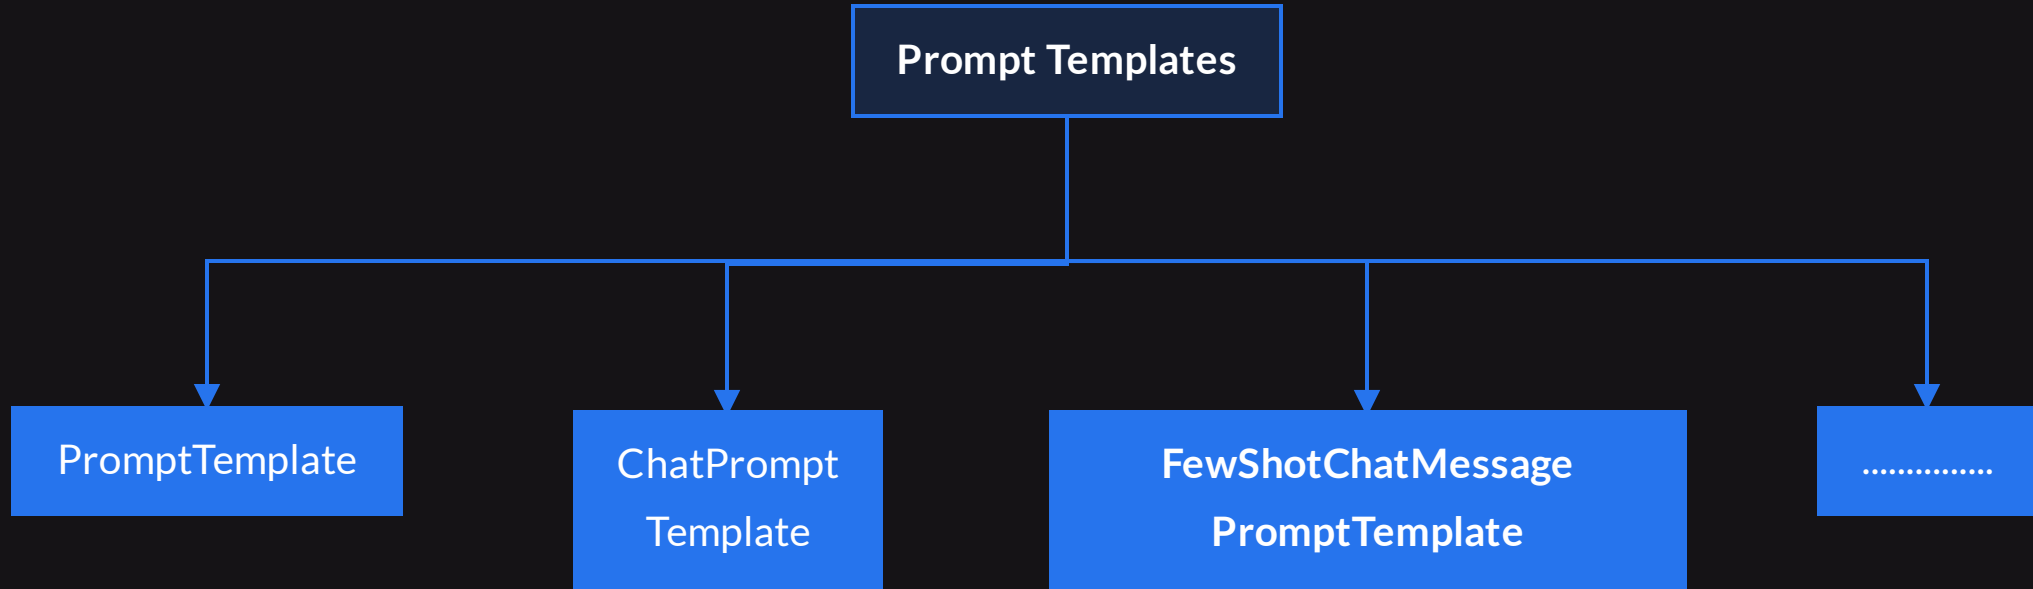 Prompt Templates
PromptTemplate
ChatPrompt
Template
FewShotChatMessage
PromptTemplate
...............